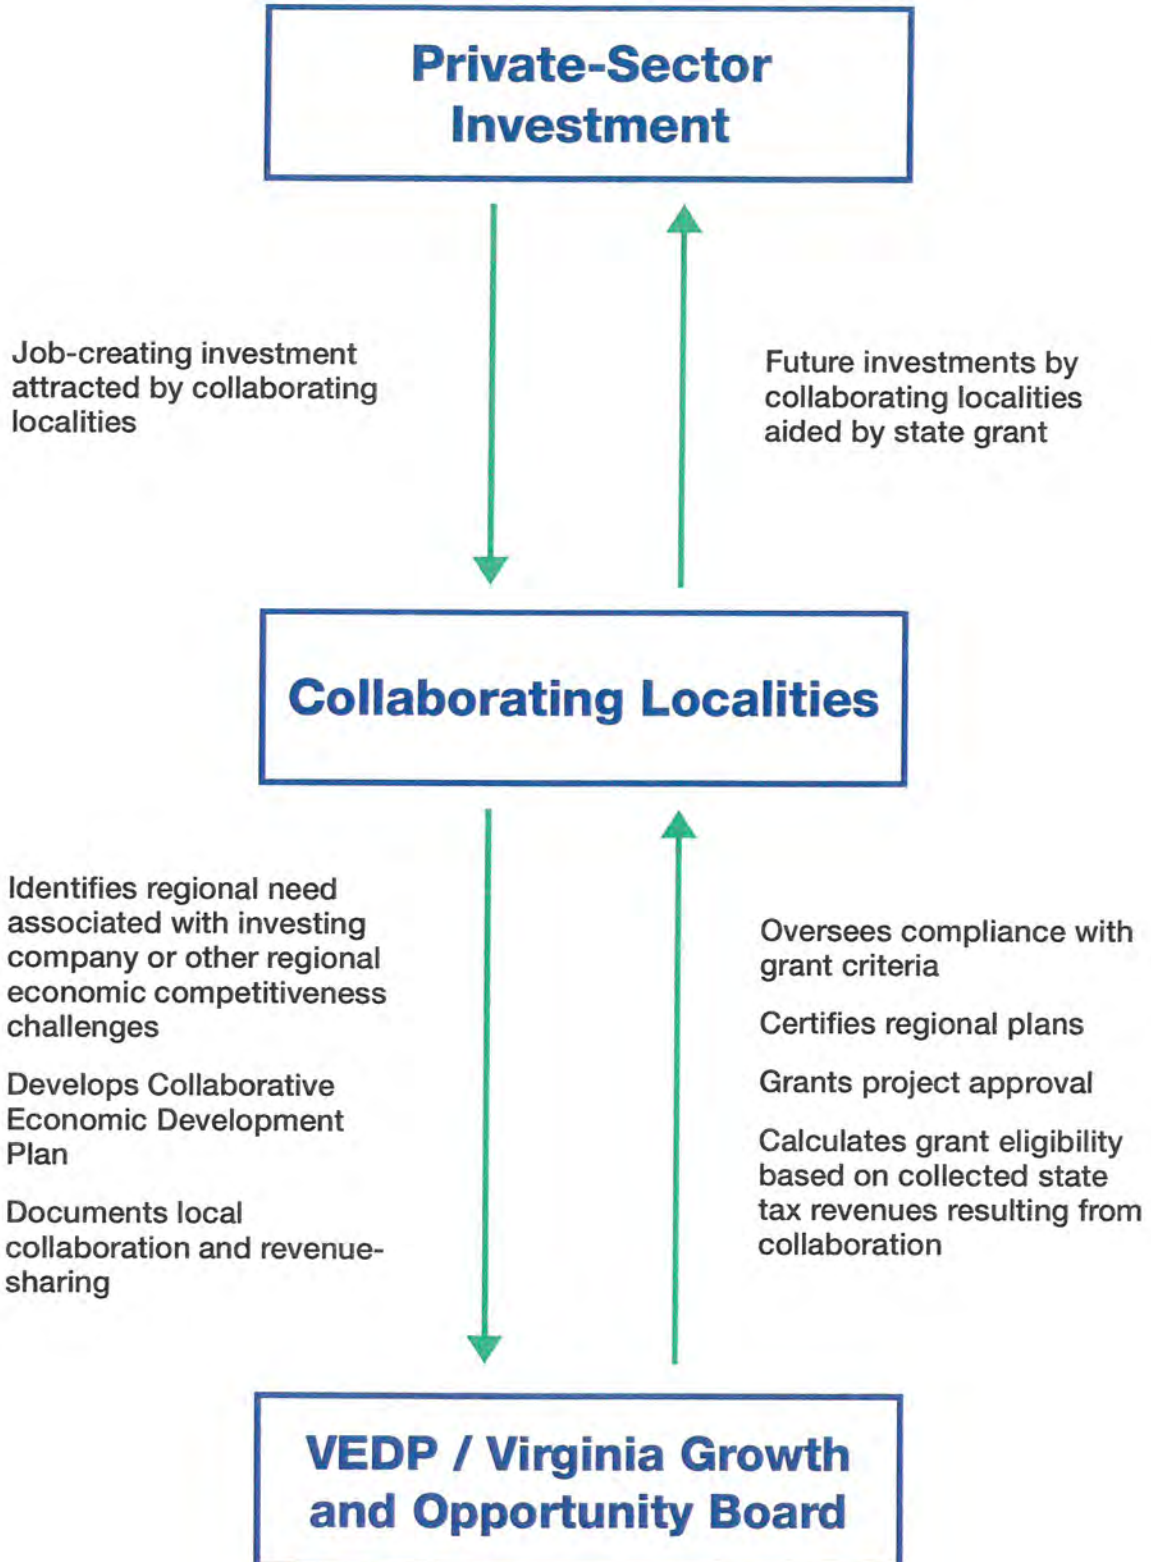 Private-Sector
Investment
Job-creating investment
attracted by collaborating
localities
Future investments by
collaborating localities
aided by state grant
Collaborating Localities
Identifies regional need
associated with investing
company or other regional
economic competitiveness
challenges
Develops Collaborative
Economic Development
Plan
Documents local
collaboration and revenue-
sharing
Oversees compliance with
grant criteria
Certifies regional plans
Grants project approval
Calculates grant eligibility
based on collected state
tax revenues resulting from
collaboration
VEDP / Virginia Growth
and Opportunity Board